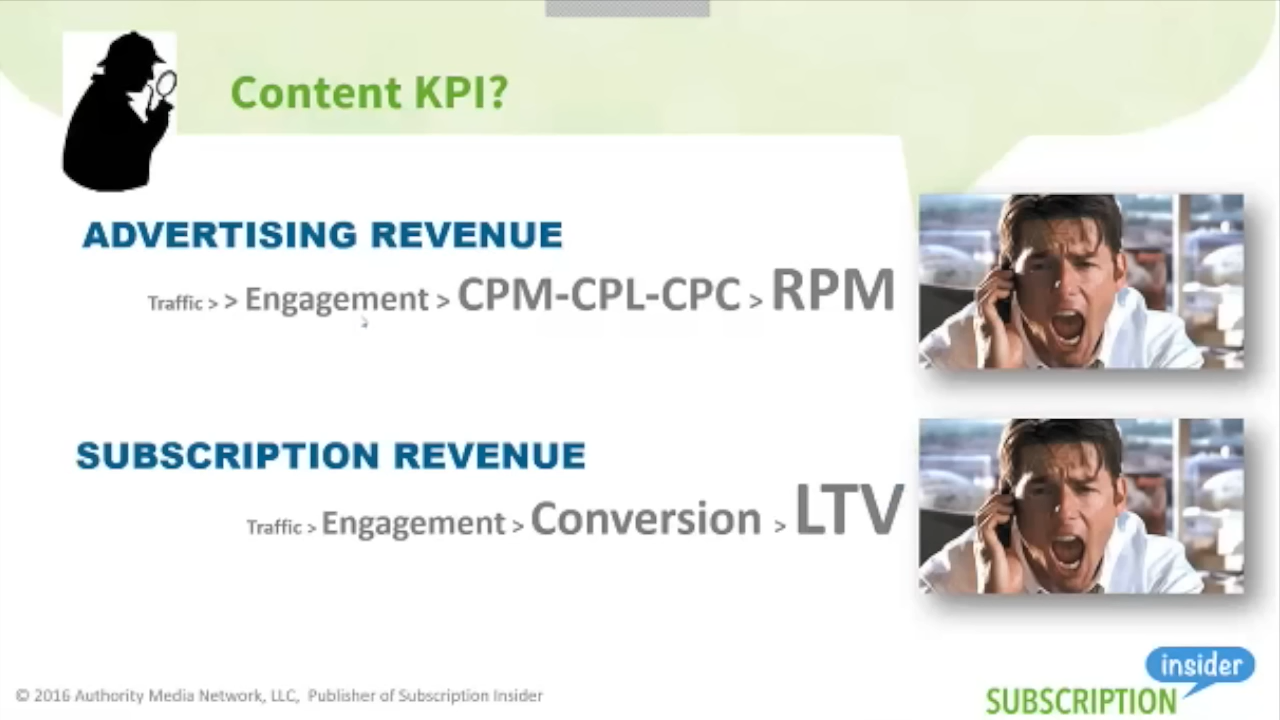 Content KPI?
ADVERTISING REVENUE
Traffic > > Engagement > CPM-CPL-CPC > RPM
SUBSCRIPTION REVENUE
Traffic > Engagement > Conversion > LTV
insider
SUBSCRIPTION
© 2016 Authority Media Network, LLC, Publisher of Subscription Insider